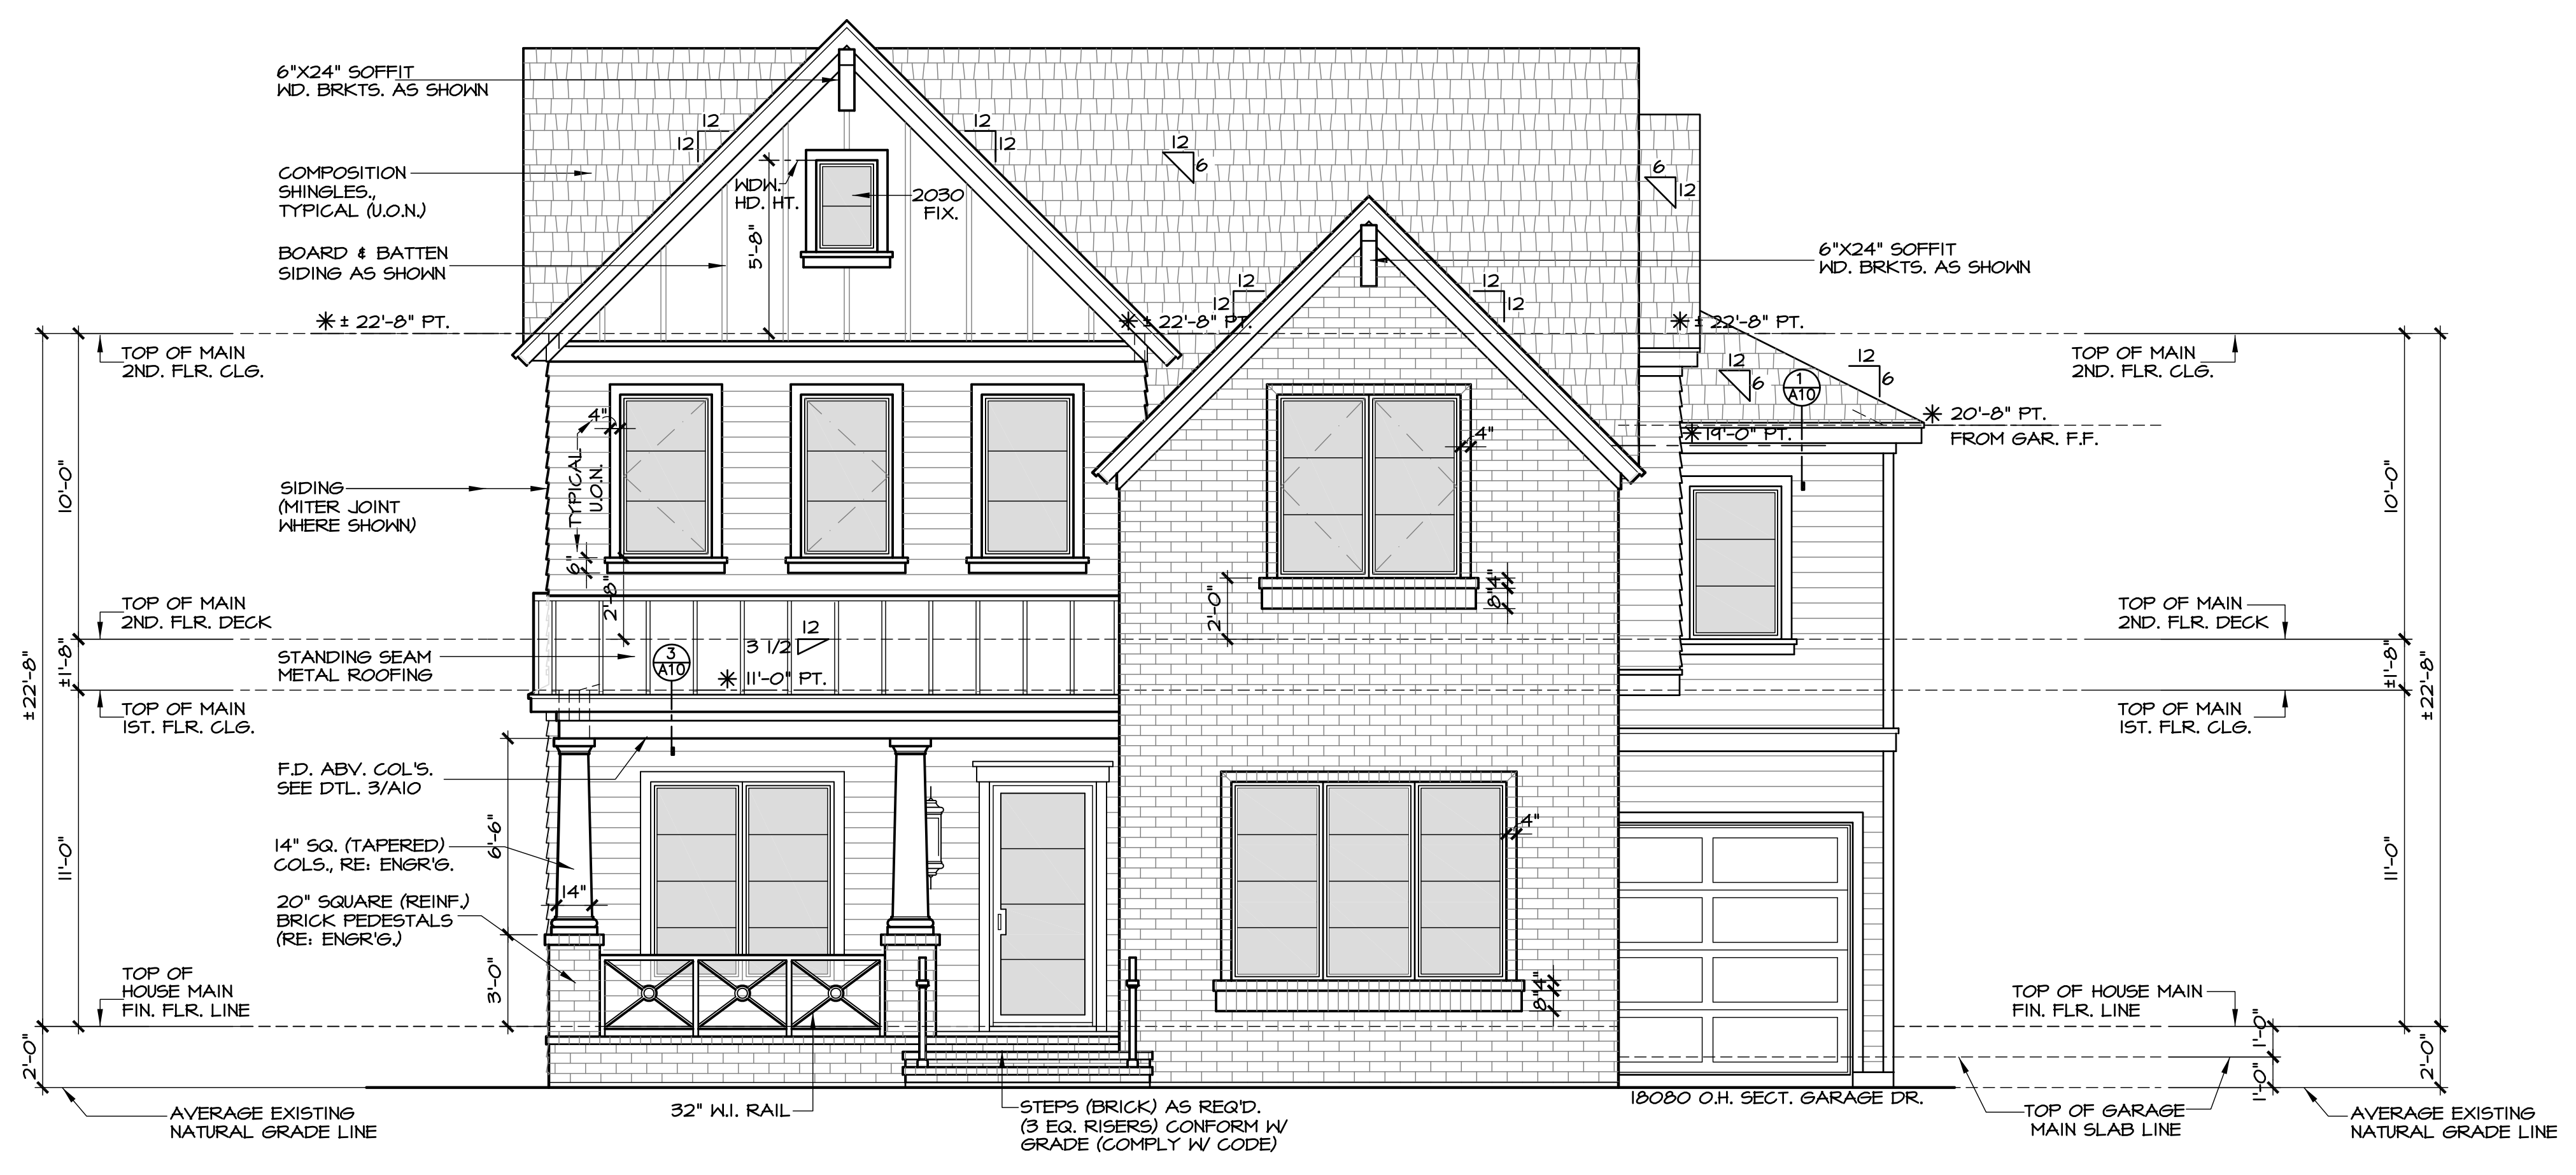 6"X24" SOFFIT
WD. BRKTS. AS SHOWN
12
12
12
12
12
6
COMPOSITION
SHINGLES.,
TYPICAL (U.O.N.)
WDW.
HD. HT.
2030
FIX.
6
12
5'-8"
BOARD & BATTEN
SIDING AS SHOWN
6"X24" SOFFIT
WD. BRKTS. AS SHOWN
12
12
12
12
± 22'-8" PT.
± 22'-8" PT.
± 22'-8" PT.
TOP OF MAIN
2ND. FLR. CLG.
TOP OF MAIN
2ND. FLR. CLG.
12
6
12
6
1
A10
4"
TYPICAL
U.O.N.
4"
19'-0" PT.
20'-8" PT.
FROM GAR. F.F.
10'-0"
10'-0"
SIDING
(MITER JOINT
WHERE SHOWN)
6"
2'-8"
2'-0"
8"
4"
TOP OF MAIN
2ND. FLR. DECK
TOP OF MAIN
2ND. FLR. DECK
STANDING SEAM
METAL ROOFING
3
A10
3 1/2
12
11'-0" PT.
±22'-8"
±1'-8"
±1'-8"
±22'-8"
TOP OF MAIN
1ST. FLR. CLG.
TOP OF MAIN
1ST. FLR. CLG.
F.D. ABV. COL'S.
SEE DTL. 3/A10
6'-6"
4"
14" SQ. (TAPERED)
COLS., RE: ENGR'G.
14"
11'-0"
11'-0"
20" SQUARE (REINF.)
BRICK PEDESTALS
(RE: ENGR'G.)
3'-0"
8"
4"
TOP OF
HOUSE MAIN
FIN. FLR. LINE
TOP OF HOUSE MAIN
FIN. FLR. LINE
2'-0"
1'-0"
1'-0"
2'-0"
AVERAGE EXISTING
NATURAL GRADE LINE
32" W.I. RAIL
STEPS (BRICK) AS REQ'D.
(3 EQ. RISERS) CONFORM W/
GRADE (COMPLY W/ CODE)
18080 O.H. SECT. GARAGE DR.
TOP OF GARAGE
MAIN SLAB LINE
AVERAGE EXISTING
NATURAL GRADE LINE